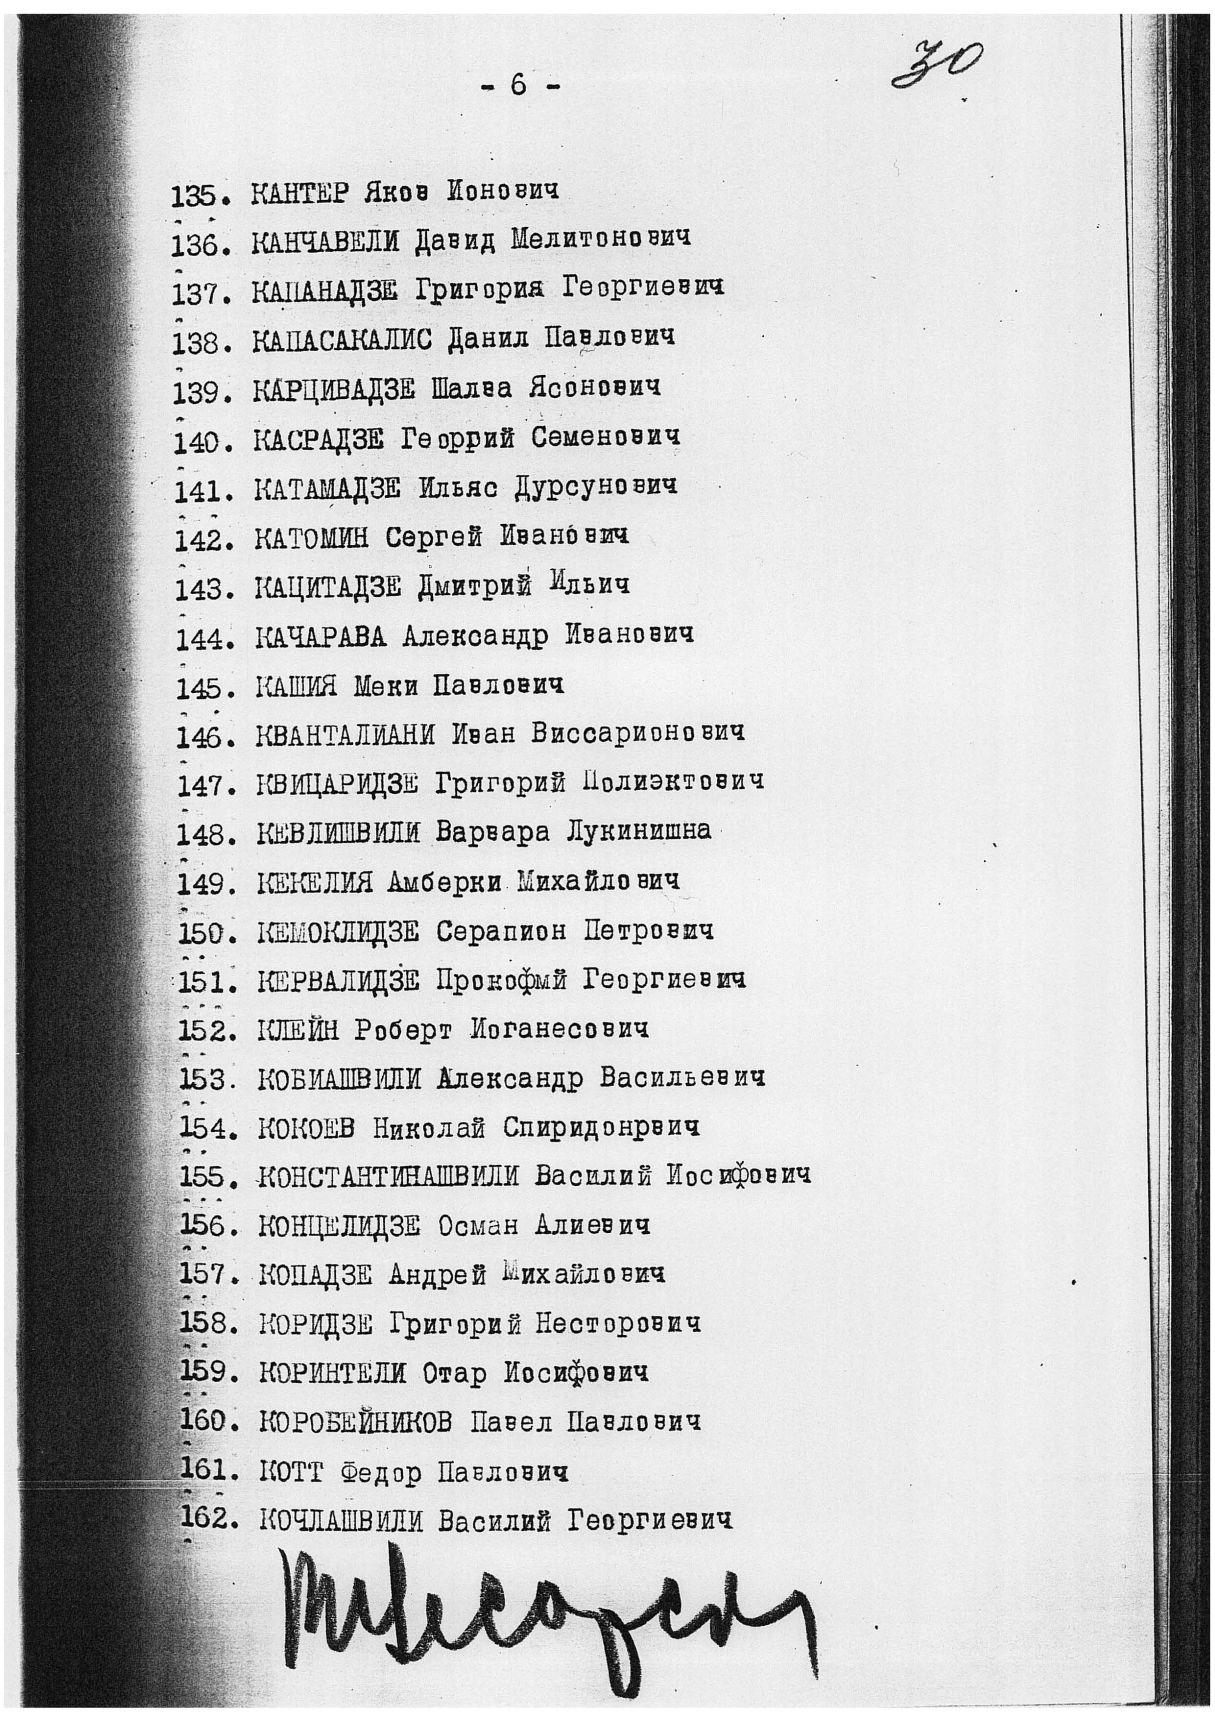 - 6 -
30
135. КАНТЕР Яков Ионович
136. КАНЧАВЕЛИ Давид Мелитонович
137. КАПАНАДЗЕ Григория Георгиевич
138. КАПАСАКАЛИС Данил Павлович
139. КАРЦИВАДЗЕ Шалва Ясонович
140. КАСРАДЗЕ Георрий Семенович
141. КАТАМАДЗЕ Ильяс Дурсунович
142. КАТОМИН Сергей Иванович
143. КАЦИТАДЗЕ Дмитрий Ильич
144. КАЧАРАВА Александр Иванович
145. КАШИЯ Меки Павлович
146. КВАНТАЛИАНИ Иван Виссарионович
147. КВИЦАРИДЗЕ Григорий Полиэктович
148. КЕВЛИШВИЛИ Варвара Лукинишна
149. КЕКЕЛИЯ Амберки Михайлович
150. КЕМОКЛИДЗЕ Серапион Петрович
151. КЕРВАЛИДЗЕ Прокофмй Георгиевич
152. КЛЕЙН Роберт Иоганесович
153. КОБИАШВИЛИ Александр Васильевич
154. КОКОЕВ Николай Спиридонрвич
155. КОНСТАНТИНАШВИЛИ Василий Иосифович
156. КОНЦЕЛИДЗЕ Осман Алиевич
157. КОПАДЗЕ Андрей Михайлович
158. КОРИДЗЕ Григорий Несторович
159. КОРИНТЕЛИ Отар Иосифович
160. КОРОБЕЙНИКОВ Павел Павлович
161. КОТТ Федор Павлович
162. КОЧЛАШВИЛИ Василий Георгиевич